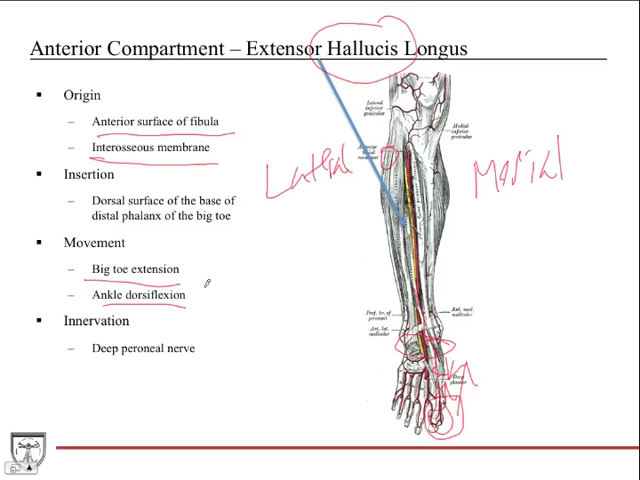 Anterior Compartment – Extensor Hallucis Longus
▪ Origin
– Anterior surface of fibula
– Interosseous membrane
▪ Insertion
– Dorsal surface of the base of
distal phalanx of the big toe
▪ Movement
– Big toe extension
– Ankle dorsiflexion
▪ Innervation
– Deep peroneal nerve
Lateral
inferior
genicular
Medial
inferior
genicular
Anterior
tibial
recurrent
Lateral
Medial
Perf. br. of
peroneal
Ant. lat.
malleolar
Ant. med.
malleolar
Deep
plantar